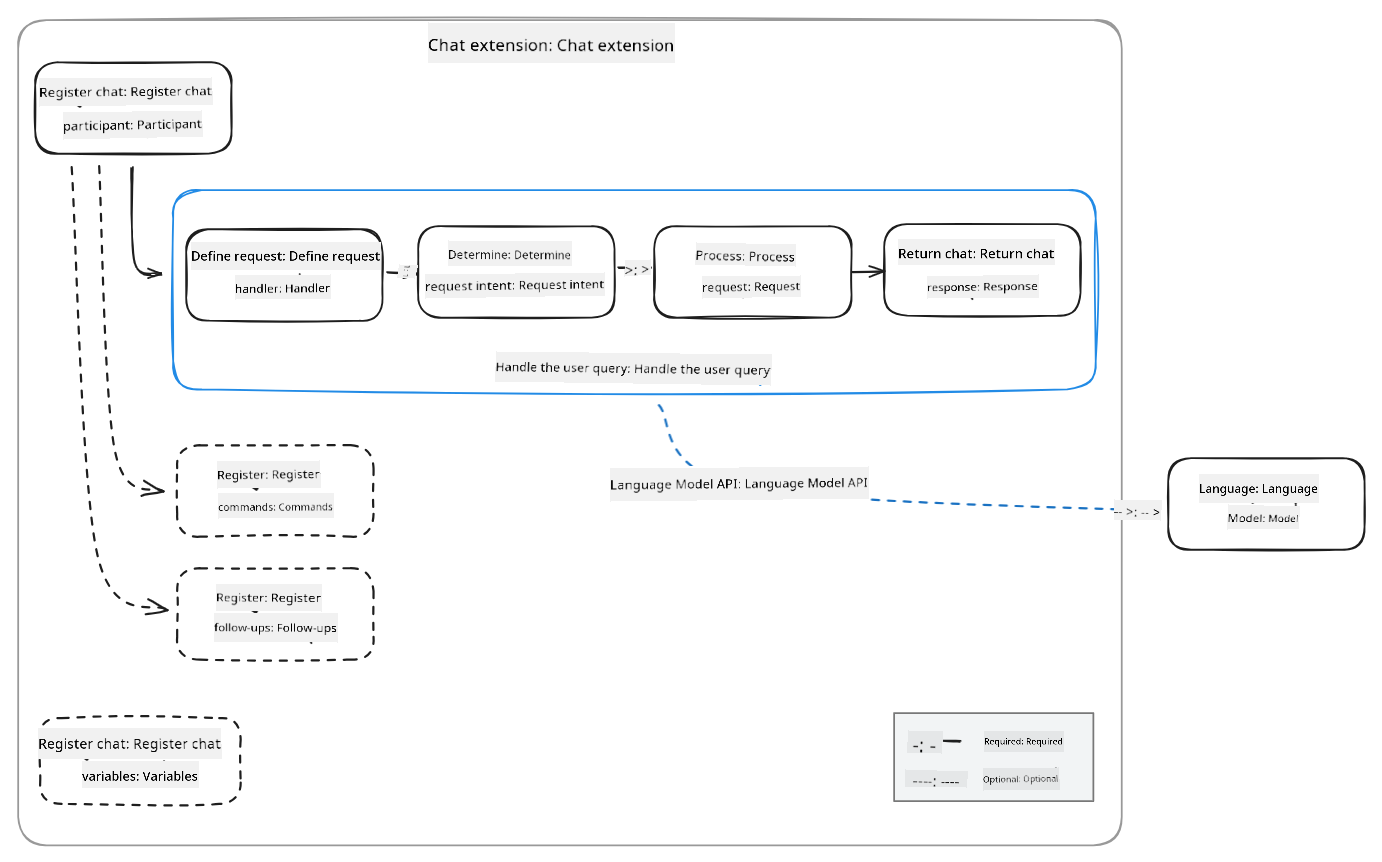 Chat extension: Chat extension
Register chat: Register chat
participant: Participant
Define request: Define request
handler: Handler
Determine: Determine
request intent: Request intent
>: >
Process: Process
request: Request
Return chat: Return chat
response: Response
Handle the user query: Handle the user query
Register: Register
commands: Commands
Language Model API: Language Model API
-- >: -- >
Language: Language
Model: Model
Register: Register
follow-ups: Follow-ups
Register chat: Register chat
variables: Variables
-: -
Required: Required
----: ----
Optional: Optional